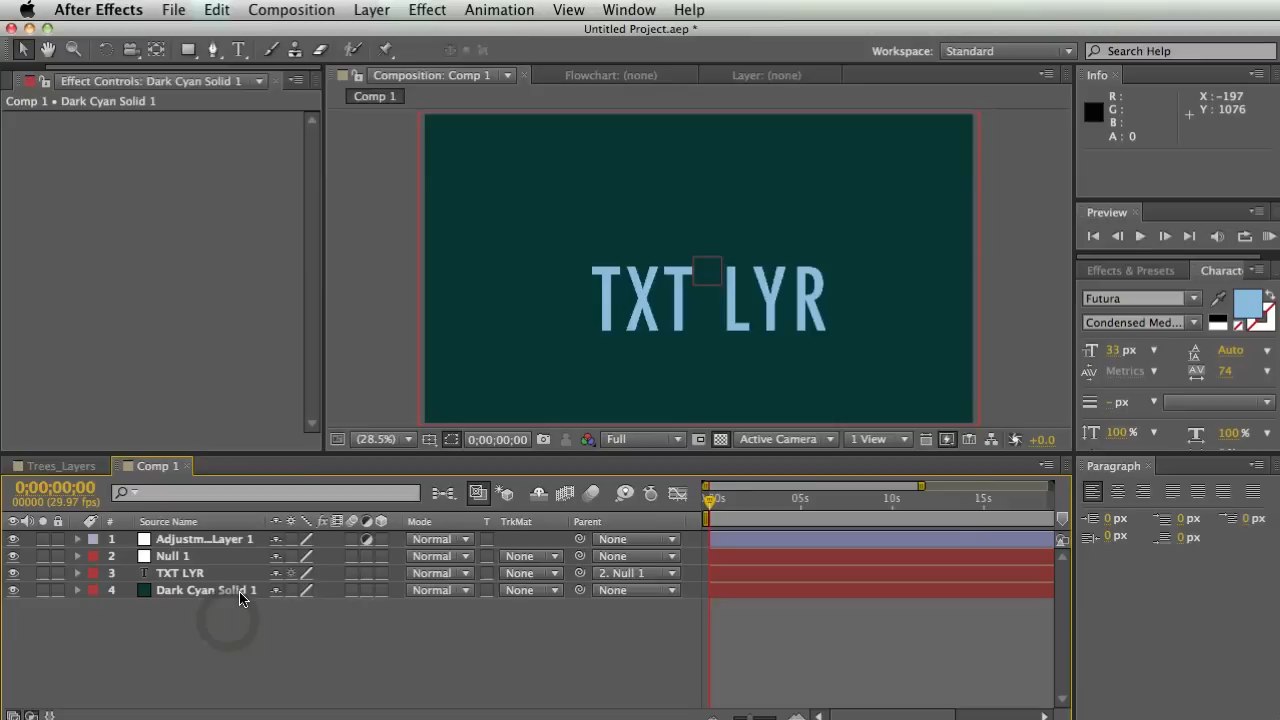 After Effects File Edit Composition Layer Effect Animation View Window Help
Untitled Project.aep *
Workspace: Standard Search Help
Effect Controls: Dark Cyan Solid 1 Composition: Comp 1 Flowchart: (none) Layer: (none) Info
Comp 1 • Dark Cyan Solid 1 Comp 1
R: X: -197
G: Y: 1076
B:
A: 0
Preview
Effects & Presets Charact
TXT LYR
Futura
Condensed Med...
33 px Auto
Metrics 74
- px
100 % 100 %
(28.5%) 0;00;00;00 Full Active Camera 1 View +0.0
Trees_Layers Comp 1 Paragraph
0;00;00;00
00000 (29.97 fps)
0 px 0 px 0 px
0 px 0 px
00s 05s 10s 15s
# Source Name fx Mode T TrkMat Parent
1 Adjustm...Layer 1 Normal None
2 Null 1 Normal None None
3 T TXT LYR Normal None 2. Null 1
4 Dark Cyan Solid 1 Normal None None